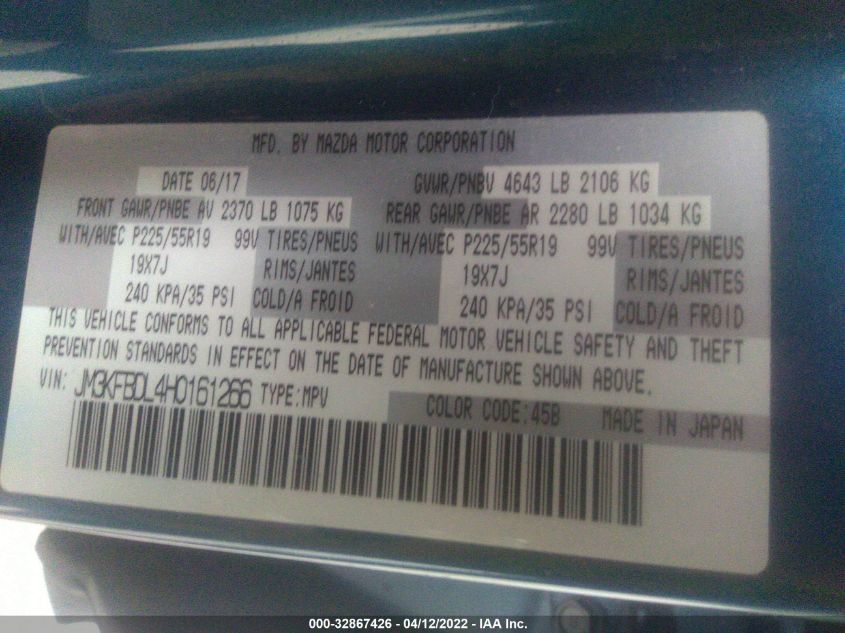 MFD. BY MAZDA MOTOR CORPORATION
DATE 06/17 GVWR/PNBV 4643 LB 2106 KG
FRONT GAWR/PNBE AV 2370 LB 1075 KG REAR GAWR/PNBE AR 2280 LB 1034 KG
WITH/AVEC P225/55R19 99V TIRES/PNEUS WITH/AVEC P225/55R19 99V TIRES/PNEUS
19X7J RIMS/JANTES 19X7J RIMS/JANTES
240 KPA/35 PSI COLD/A FROID 240 KPA/35 PSI COLD/A FROID
THIS VEHICLE CONFORMS TO ALL APPLICABLE FEDERAL MOTOR VEHICLE SAFETY AND THEFT
PREVENTION STANDARDS IN EFFECT ON THE DATE OF MANUFACTURE SHOWN ABOVE.
VIN: JM3KFBDL4H0161266 TYPE:MPV
COLOR CODE:45B MADE IN JAPAN
000-32867426 - 04/12/2022 - IAA Inc.